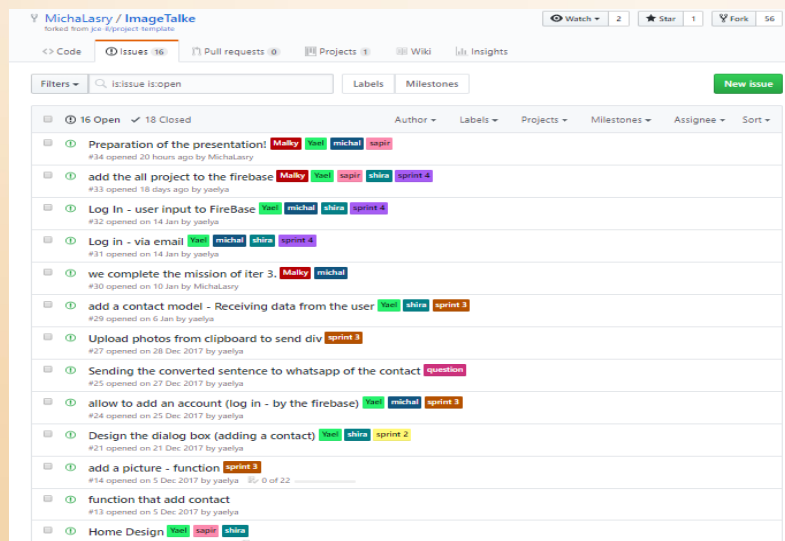 MichaLasry / ImageTalke
forked from jce-il/project-template
Watch 2 Star 1 Fork 56
Code Issues 16 Pull requests 0 Projects 1 Wiki Insights
Filters is:issue is:open Labels Milestones New issue
16 Open 18 Closed Author Labels Projects Milestones Assignee Sort
Preparation of the presentation! Malky Yael michal sapir
#34 opened 20 hours ago by MichaLasry
add the all project to the firebase Malky Yael sapir shira sprint 4
#33 opened 18 days ago by yaelya
Log In - user input to FireBase Yael michal shira sprint 4
#32 opened on 14 Jan by yaelya
Log in - via email Yael michal shira sprint 4
#31 opened on 14 Jan by yaelya
we complete the mission of iter 3. Malky michal
#30 opened on 10 Jan by MichaLasry
add a contact model - Receiving data from the user Yael shira sprint 3
#29 opened on 6 Jan by yaelya
Upload photos from clipboard to send div sprint 3
#27 opened on 28 Dec 2017 by yaelya
Sending the converted sentence to whatsapp of the contact question
#25 opened on 27 Dec 2017 by yaelya
allow to add an account (log in - by the firebase) Yael michal sprint 3
#24 opened on 25 Dec 2017 by yaelya
Design the dialog box (adding a contact) Yael shira sprint 2
#21 opened on 21 Dec 2017 by yaelya
add a picture - function sprint 3
#14 opened on 5 Dec 2017 by yaelya 0 of 22
function that add contact
#13 opened on 5 Dec 2017 by yaelya
Home Design Yael sapir shira